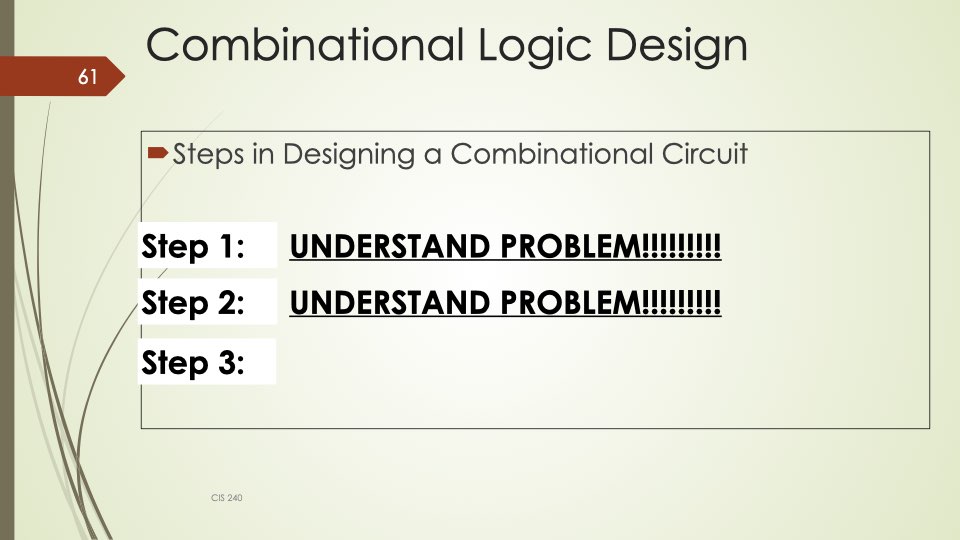 Combinational Logic Design
61
Steps in Designing a Combinational Circuit
Step 1: UNDERSTAND PROBLEM!!!!!!!!!
Step 2: UNDERSTAND PROBLEM!!!!!!!!!
Step 3:
CIS 240